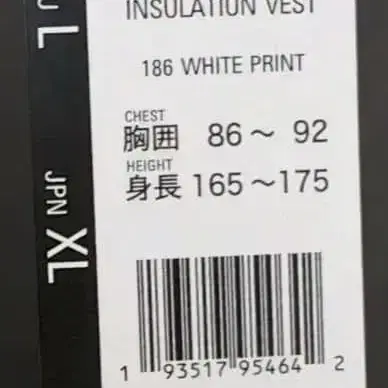 INSULATION VEST
186 WHITE PRINT
CHEST
胸囲 86～ 92
HEIGHT
身長 165～175
1 93517 95464 2
L
JPN XL